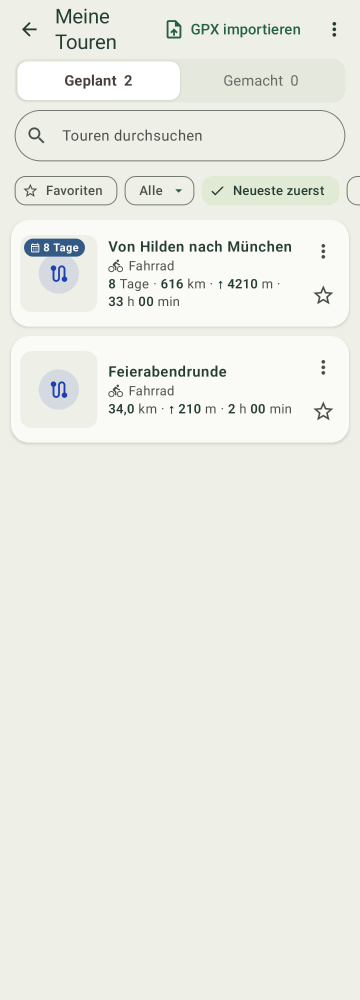 Meine
Touren
GPX importieren
Geplant 2
Gemacht 0
Touren durchsuchen
Favoriten
Alle
Neueste zuerst
8 Tage
Von Hilden nach München
Fahrrad
8 Tage · 616 km · ↑ 4210 m ·
33 h 00 min
Feierabendrunde
Fahrrad
34,0 km · ↑ 210 m · 2 h 00 min